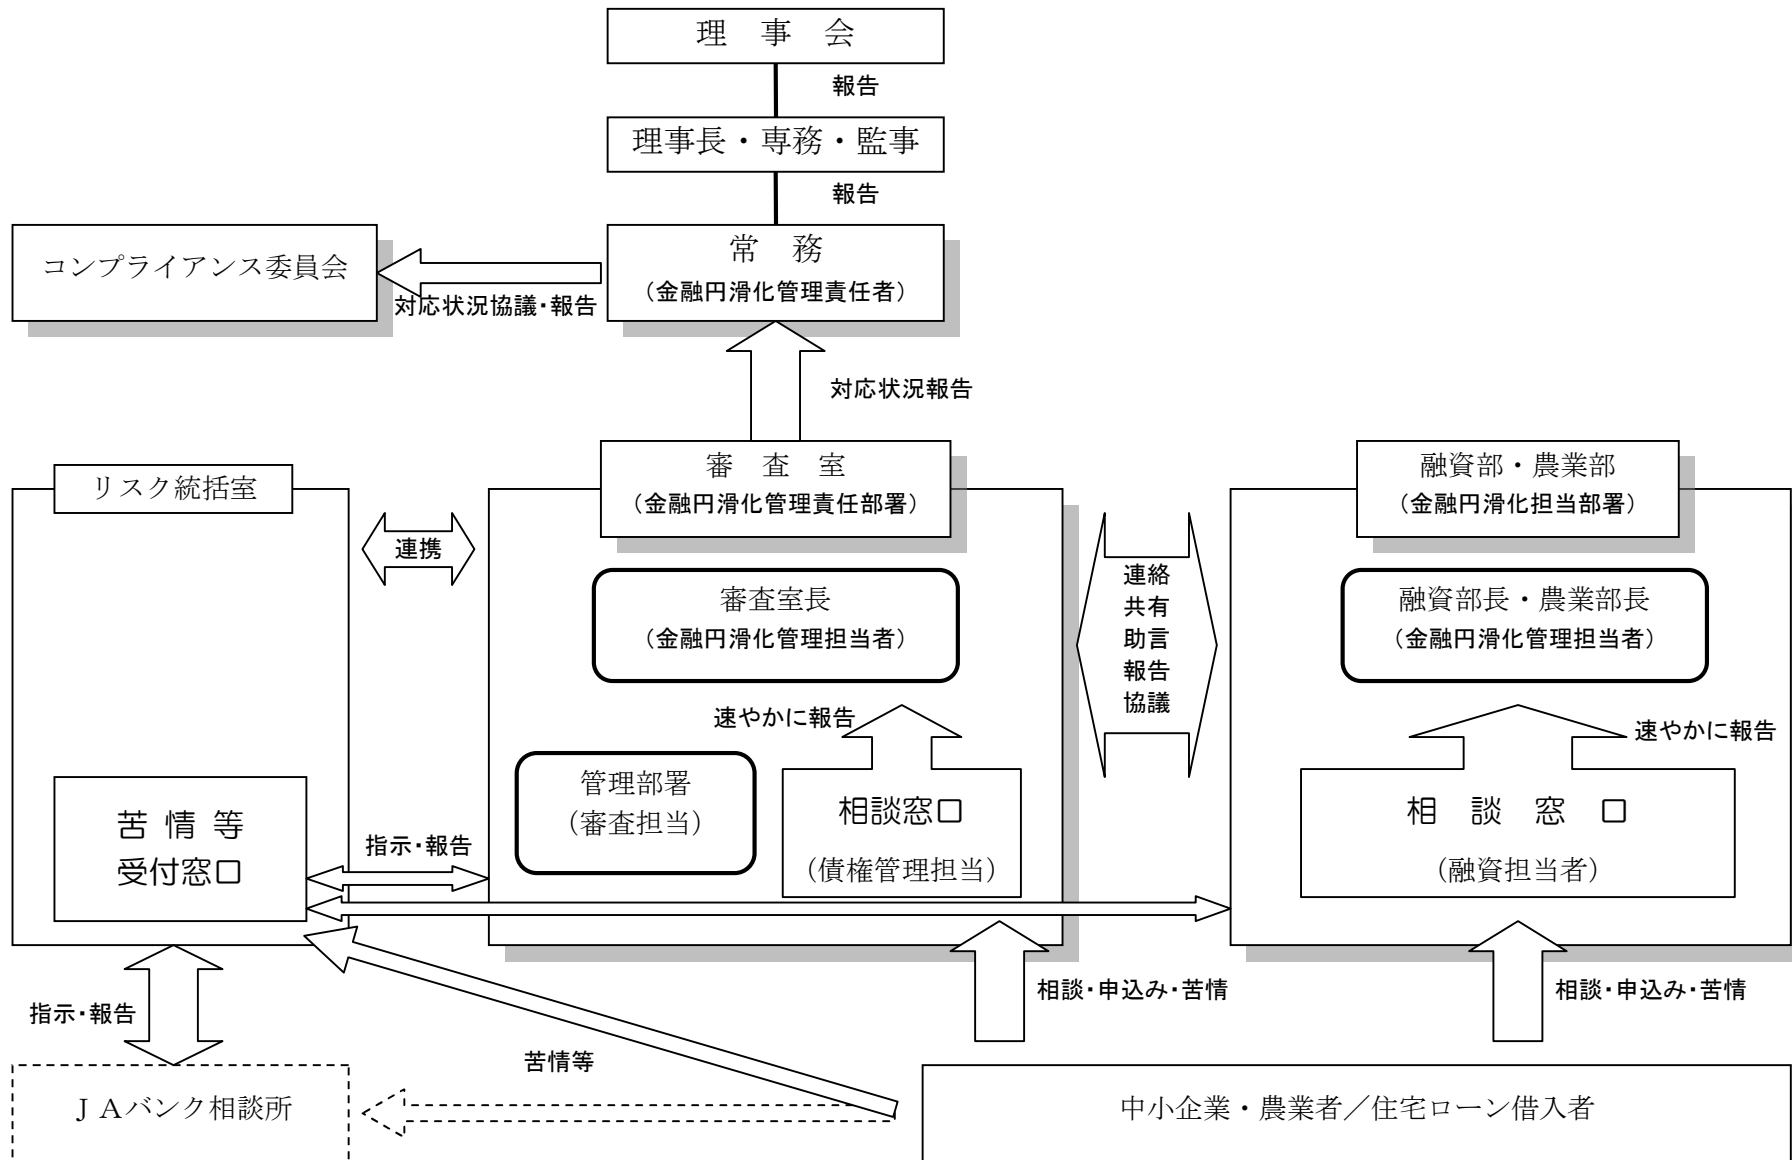 理　事　会
報告
理事長・専務・監事
報告
常　務
（金融円滑化管理責任者）
コンプライアンス委員会
対応状況協議・報告
対応状況報告
リスク統括室
審　査　室
（金融円滑化管理責任部署）
融資部・農業部
（金融円滑化担当部署）
連携
審査室長
（金融円滑化管理担当者）
連絡
共有
助言
報告
協議
融資部長・農業部長
（金融円滑化管理担当者）
速やかに報告
速やかに報告
管理部署
（審査担当）
相談窓口
（債権管理担当）
相　談　窓　口
（融資担当者）
苦 情 等
受付窓口
指示・報告
相談・申込み・苦情
相談・申込み・苦情
指示・報告
苦情等
ＪＡバンク相談所
中小企業・農業者／住宅ローン借入者